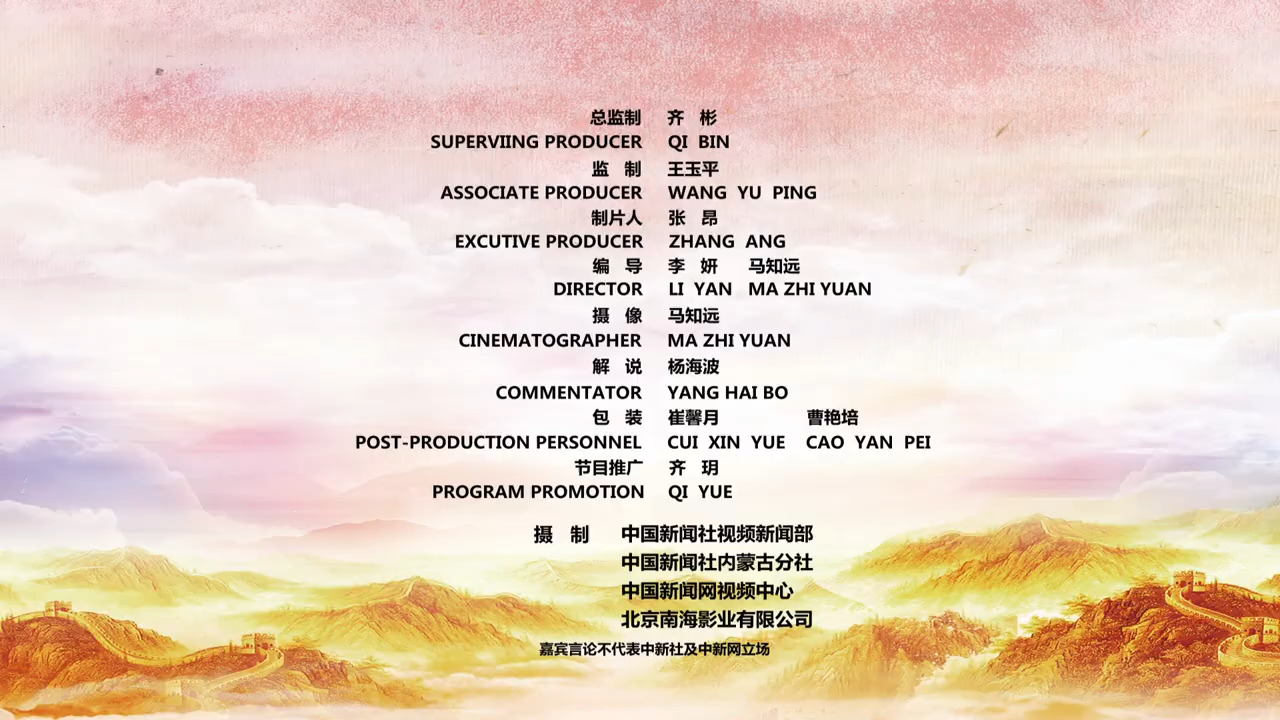 总监制 齐 彬
SUPERVIING PRODUCER QI BIN
监 制 王玉平
ASSOCIATE PRODUCER WANG YU PING
制片人 张 昂
EXCUTIVE PRODUCER ZHANG ANG
编 导 李 妍 马知远
DIRECTOR LI YAN MA ZHI YUAN
摄 像 马知远
CINEMATOGRAPHER MA ZHI YUAN
解 说 杨海波
COMMENTATOR YANG HAI BO
包 装 崔馨月 曹艳培
POST-PRODUCTION PERSONNEL CUI XIN YUE CAO YAN PEI
节目推广 齐 玥
PROGRAM PROMOTION QI YUE
摄 制 中国新闻社视频新闻部
中国新闻社内蒙古分社
中国新闻网视频中心
北京南海影业有限公司
嘉宾言论不代表中新社及中新网立场